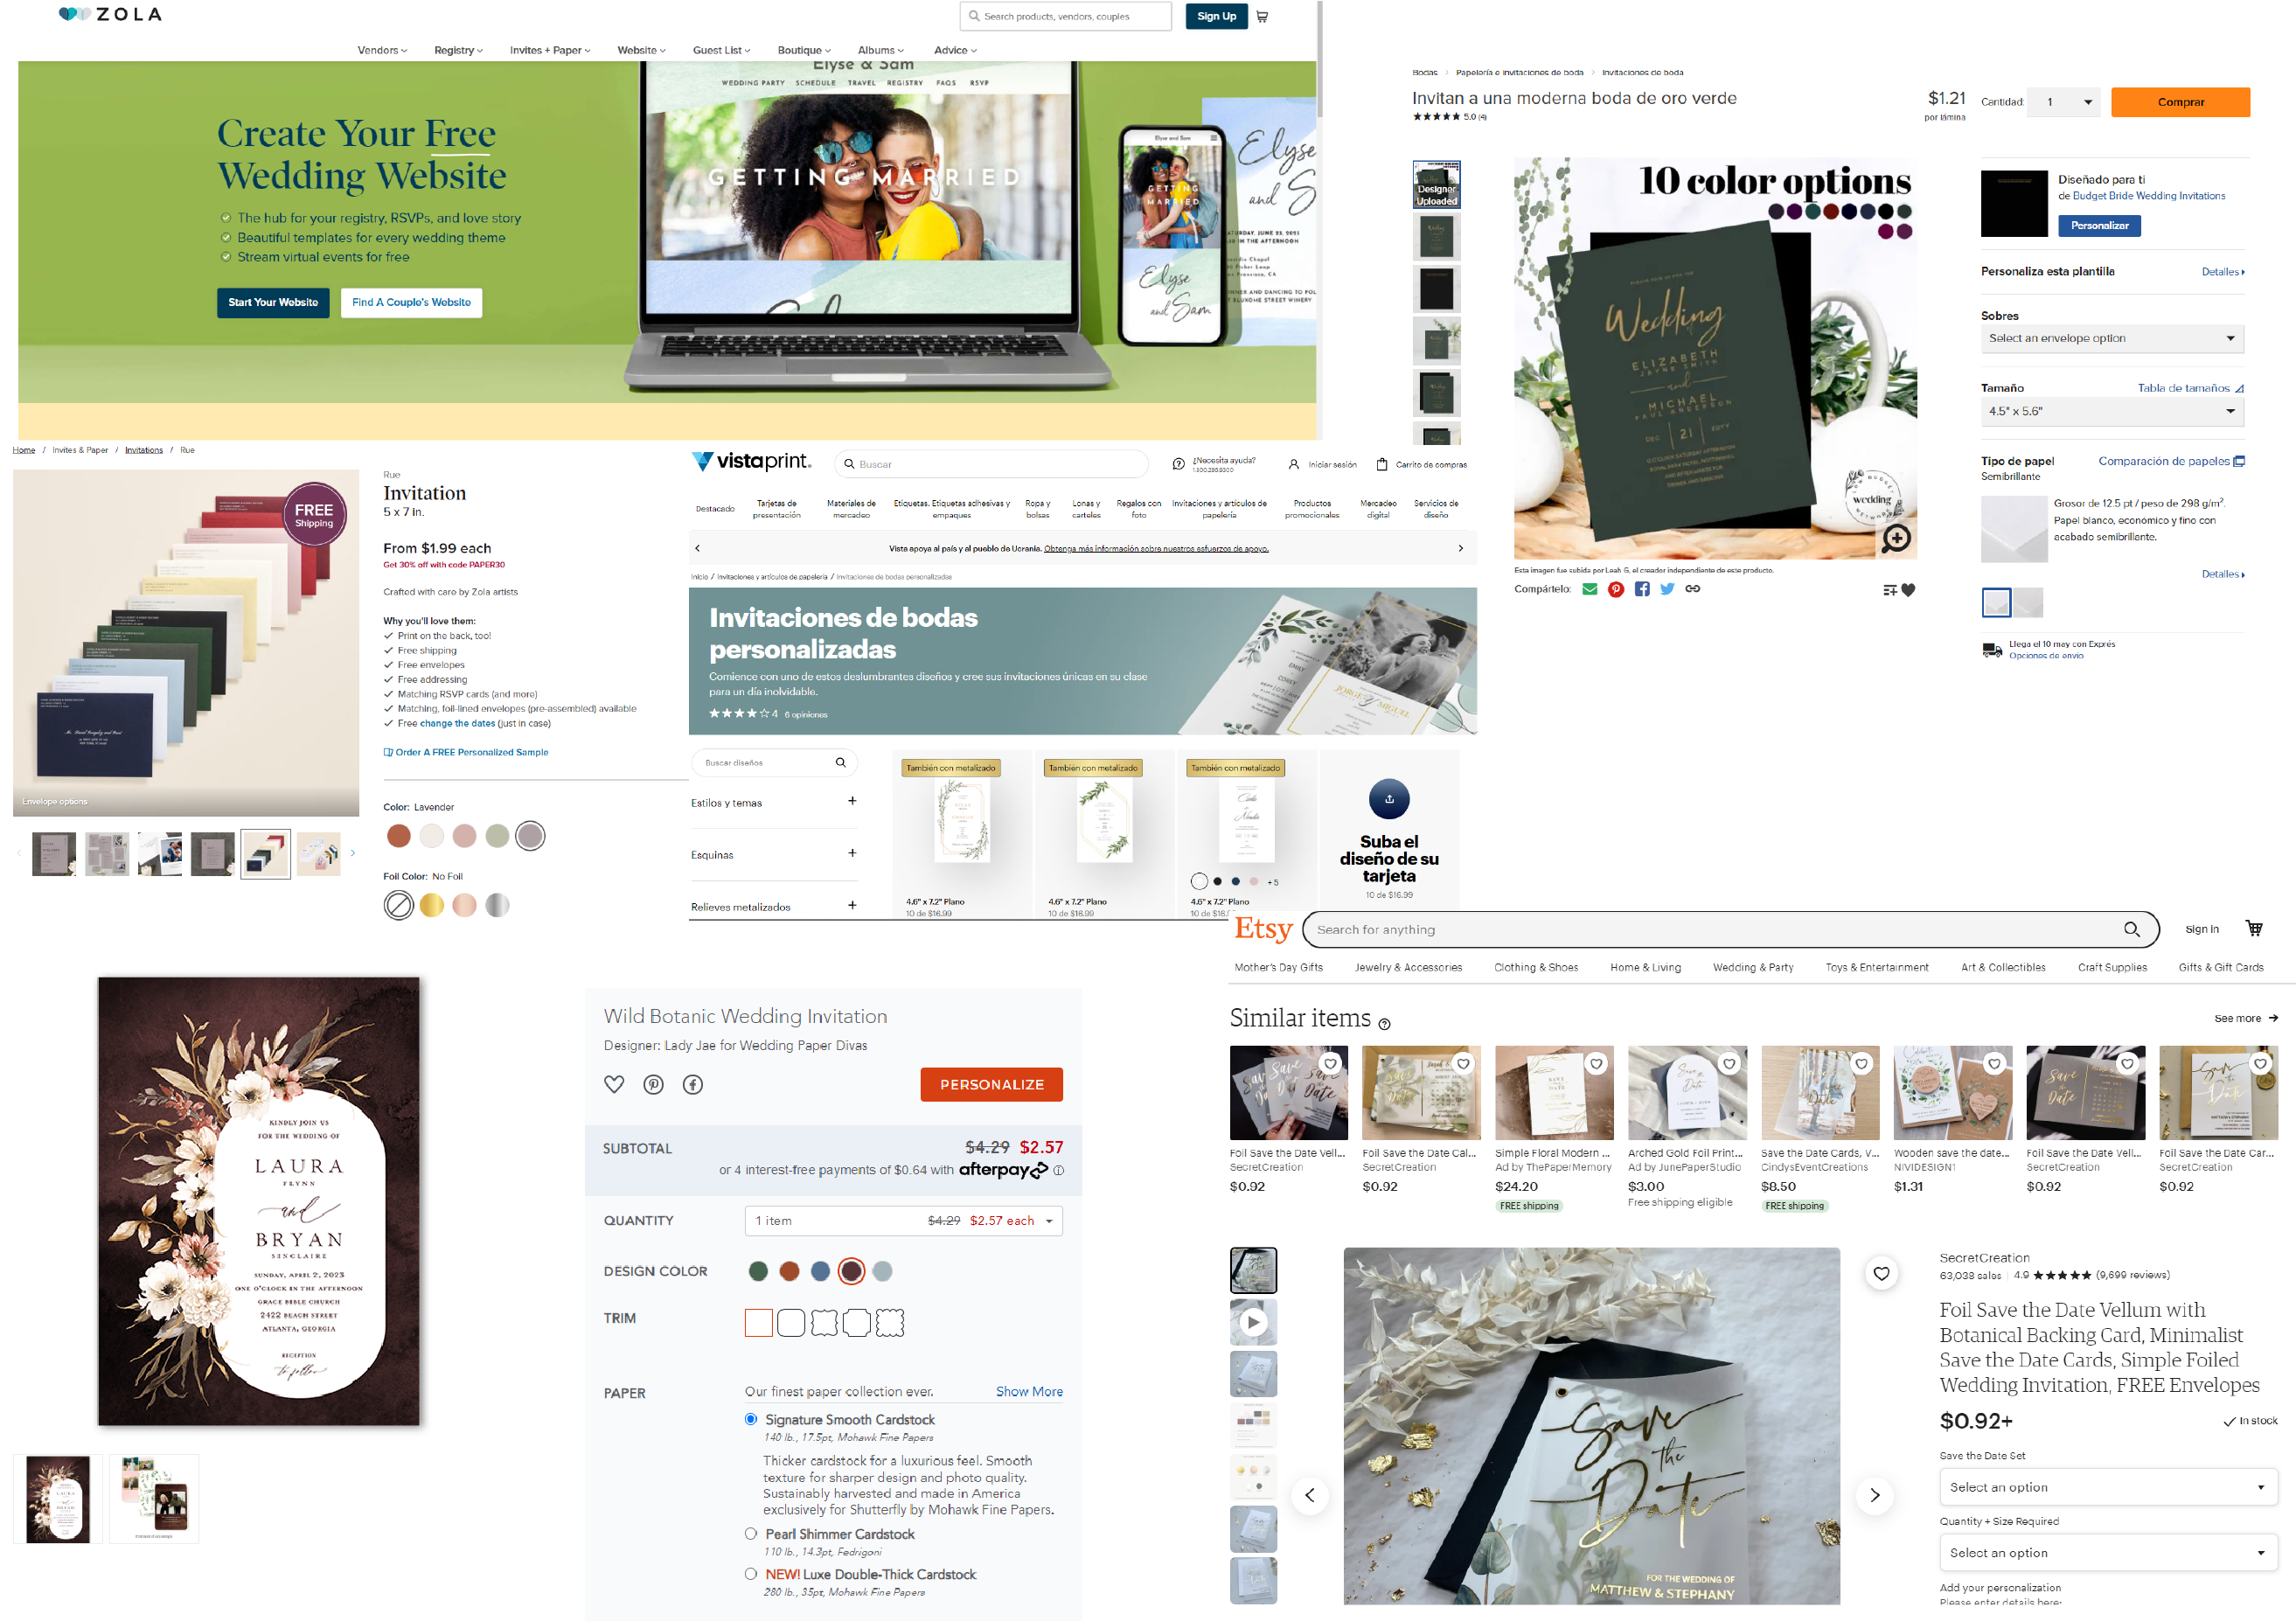 ZOLA
Search products, vendors, couples
Sign Up
Vendors
Registry
Invites + Paper
Website
Guest List
Boutique
Albums
Advice
Create Your Free
Wedding Website
The hub for your registry, RSVPs, and love story
Beautiful templates for every wedding theme
Stream virtual events for free
Start Your Website
Find A Couple's Website
Elyse & Sam
WEDDING PARTY SCHEDULE TRAVEL REGISTRY FAQS RSVP
GETTING MARRIED
Elyse and Sam
GETTING
MARRIED
Elyse
and
Sam
Elyse
and S
Bodas > Papelería e invitaciones de boda > Invitaciones de boda
Invitan a una moderna boda de oro verde
5.0 (4)
$1.21
por lámina
Cantidad: 1
Comprar
Designer
Uploaded
10 color options
Wedding
ELIZABETH
JAYNE SMITH
and
MICHAEL
PAUL ANDERSON
DEC 21 20YY
wedding
Esta imagen fue subida por Leah G, el creador independiente de este producto.
Compártelo:
Diseñado para ti
de Budget Bride Wedding Invitations
Personalizar
Personaliza esta plantilla
Detalles
Sobres
Select an envelope option
Tamaño
Tabla de tamaños
4.5" x 5.6"
Tipo de papel
Comparación de papeles
Semibrillante
Grosor de 12.5 pt / peso de 298 g/m².
Papel blanco, económico y fino con
acabado semibrillante.
Detalles
Llega el 10 may con Exprés
Opciones de envío
Home / Invites & Paper / Invitations / Rue
FREE
Shipping
Envelope options
Rue
Invitation
5 x 7 in.
From $1.99 each
Get 30% off with code PAPER30
Crafted with care by Zola artists
Why you'll love them:
Print on the back, too!
Free shipping
Free envelopes
Free addressing
Matching RSVP cards (and more)
Matching, foil-lined envelopes (pre-assembled) available
Free change the dates (just in case)
Order A FREE Personalized Sample
Color: Lavender
Foil Color: No Foil
vistaprint.
Buscar
¿Necesita ayuda?
Iniciar sesión
Carrito de compras
Destacado
Tarjetas de
presentación
Materiales de
mercadeo
Etiquetas. Etiquetas adhesivas y
empaques
Ropa y
bolsas
Lonas y
carteles
Regalos con
foto
Invitaciones y artículos de
papelería
Productos
promocionales
Mercadeo
digital
Servicios de
diseño
Vista apoya al país y al pueblo de Ucrania. Obtenga más información sobre nuestros esfuerzos de apoyo.
Inicio / Invitaciones y artículos de papelería / Invitaciones de bodas personalizadas
Invitaciones de bodas
personalizadas
Comience con uno de estos deslumbrantes diseños y cree sus invitaciones únicas en su clase
para un día inolvidable.
4 6 opiniones
JORGE
MIGUEL
Buscar diseños
Estilos y temas
Esquinas
Relieves metalizados
También con metalizado
4.6" x 7.2" Plano
10 de $16.99
También con metalizado
4.6" x 7.2" Plano
10 de $16.99
También con metalizado
+ 5
4.6" x 7.2" Plano
10 de $16.
Suba el
diseño de su
tarjeta
10 de $16.99
KINDLY JOIN US
FOR THE WEDDING OF
LAURA
FLYNN
and
BRYAN
SINCLAIRE
SUNDAY, APRIL 2, 2023
ONE O'CLOCK IN THE AFTERNOON
GRACE BIBLE CHURCH
2422 BEACH STREET
ATLANTA, GEORGIA
RECEPTION
to follow
Wild Botanic Wedding Invitation
Designer: Lady Jae for Wedding Paper Divas
PERSONALIZE
SUBTOTAL
$4.29 $2.57
or 4 interest-free payments of $0.64 with afterpay
QUANTITY
1 item
$4.29 $2.57 each
DESIGN COLOR
TRIM
PAPER
Our finest paper collection ever.
Show More
Signature Smooth Cardstock
140 lb., 17.5pt, Mohawk Fine Papers
Thicker cardstock for a luxurious feel. Smooth
texture for sharper design and photo quality.
Sustainably harvested and made in America
exclusively for Shutterfly by Mohawk Fine Papers.
Pearl Shimmer Cardstock
110 lb., 14.3pt, Fedrigoni
NEW! Luxe Double-Thick Cardstock
280 lb., 35pt, Mohawk Fine Papers
Etsy
Search for anything
Sign in
Mother's Day Gifts
Jewelry & Accessories
Clothing & Shoes
Home & Living
Wedding & Party
Toys & Entertainment
Art & Collectibles
Craft Supplies
Gifts & Gift Cards
Similar items
See more
Foil Save the Date Vell...
SecretCreation
$0.92
Foil Save the Date Cal...
SecretCreation
$0.92
Simple Floral Modern ...
Ad by ThePaperMemory
$24.20
FREE shipping
Arched Gold Foil Print...
Ad by JunePaperStudio
$3.00
Free shipping eligible
Save the Date Cards, V...
CindysEventCreations
$8.50
FREE shipping
Wooden save the date...
NIVIDESIGN1
$1.31
Foil Save the Date Vell...
SecretCreation
$0.92
Foil Save the Date Car...
SecretCreation
$0.92
Save
the
Date
FOR THE WEDDING OF
MATTHEW & STEPHANY
SecretCreation
63,038 sales | 4.9 (9,699 reviews)
Foil Save the Date Vellum with
Botanical Backing Card, Minimalist
Save the Date Cards, Simple Foiled
Wedding Invitation, FREE Envelopes
$0.92+
In stock
Save the Date Set
Select an option
Quantity + Size Required
Select an option
Add your personalization
Please enter details here: